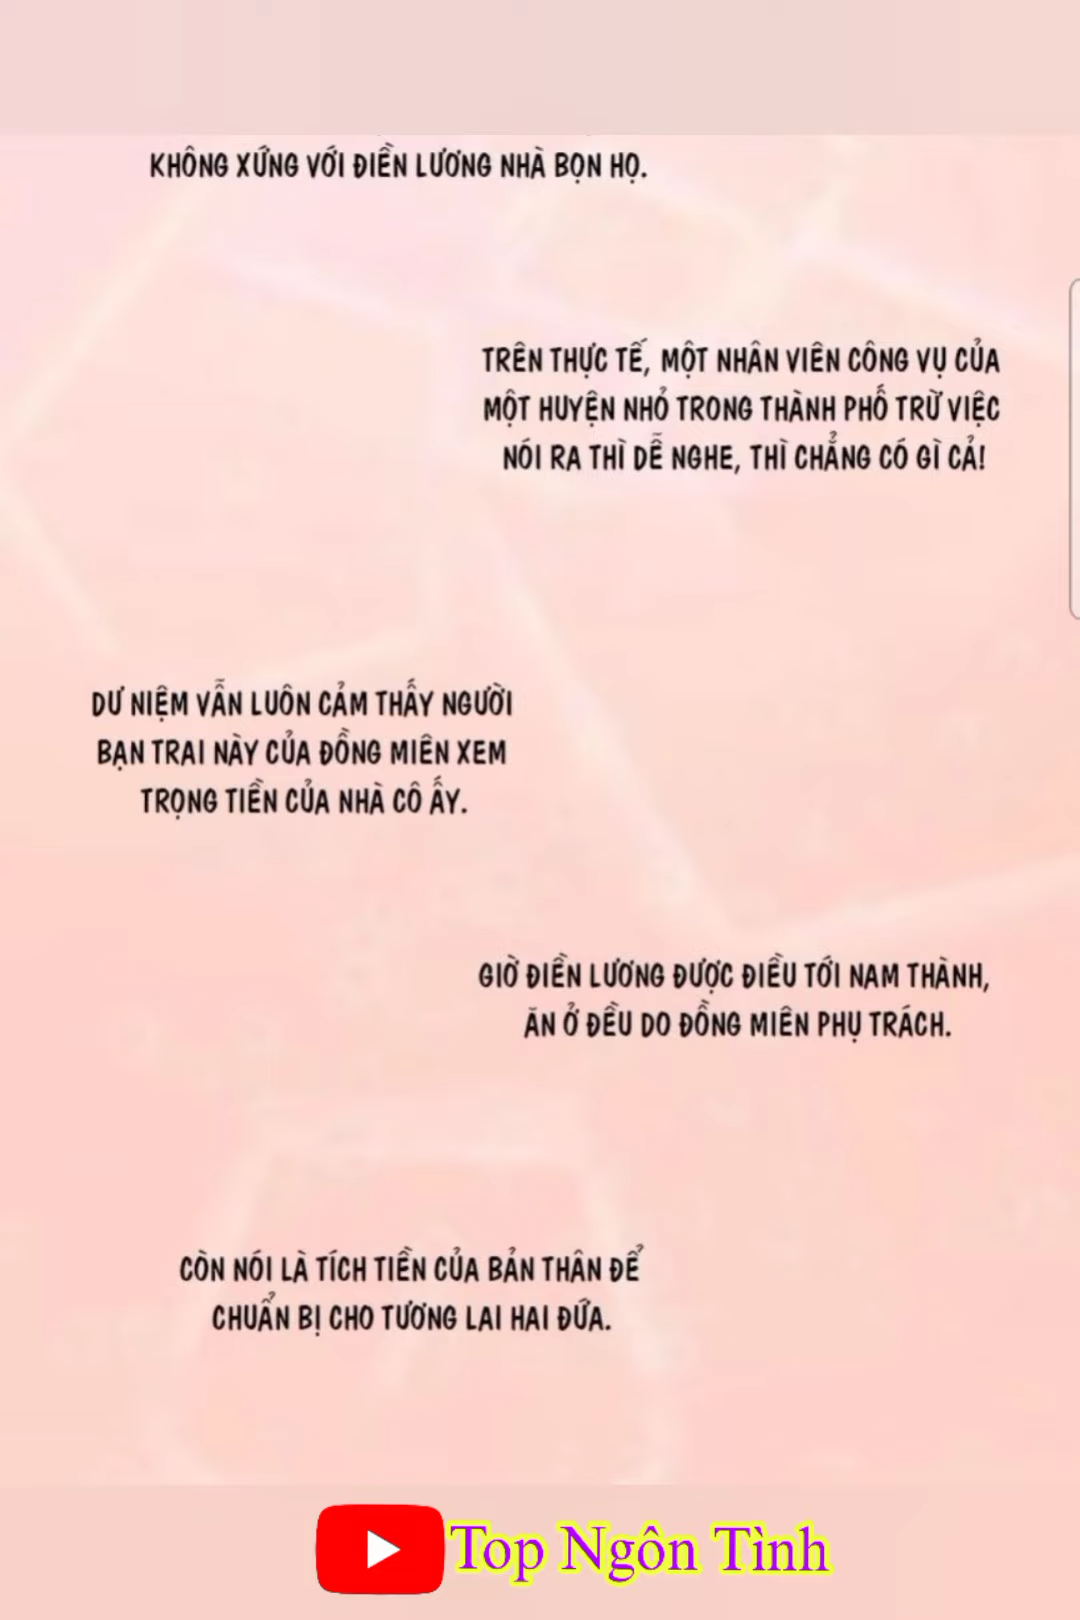 KHÔNG XỨNG VỚI ĐIỀN LƯƠNG NHÀ BỌN HỌ.
TRÊN THỰC TẾ, MỘT NHÂN VIÊN CÔNG VỤ CỦA
MỘT HUYỆN NHỎ TRONG THÀNH PHỐ TRỪ VIỆC
NÓI RA THÌ DỄ NGHE, THÌ CHẲNG CÓ GÌ CẢ!
DƯ NIỆM VẪN LUÔN CẢM THẤY NGƯỜI
BẠN TRAI NÀY CỦA ĐỒNG MIÊN XEM
TRỌNG TIỀN CỦA NHÀ CÔ ẤY.
GIỜ ĐIỀN LƯƠNG ĐƯỢC ĐIỀU TỚI NAM THÀNH,
ĂN Ở ĐỀU DO ĐỒNG MIÊN PHỤ TRÁCH.
CÒN NÓI LÀ TÍCH TIỀN CỦA BẢN THÂN ĐỂ
CHUẨN BỊ CHO TƯƠNG LAI HAI ĐỨA.
Top Ngôn Tình